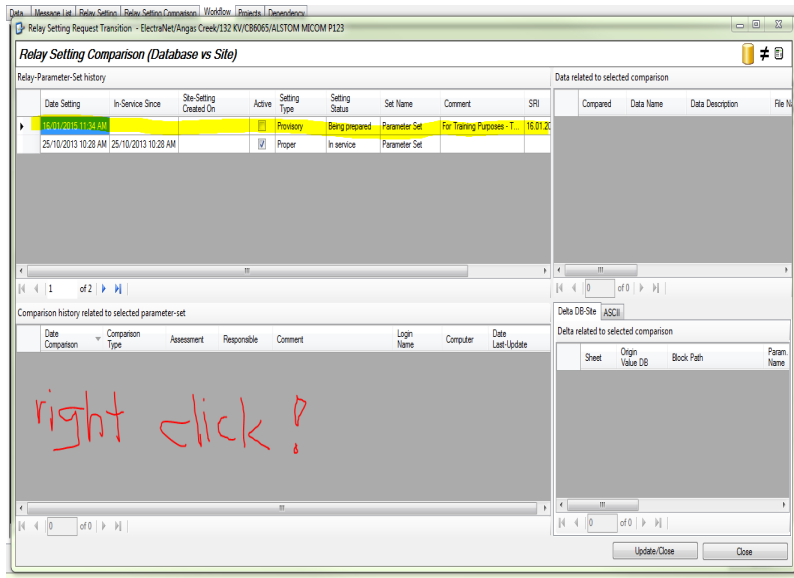 Data Message List Relay Setting Relay Setting Comparison Workflow Projects Dependency
Relay Setting Request Transition - ElectraNet/Angas Creek/132 KV/CB6065/ALSTOM MICOM P123
Relay Setting Comparison (Database vs Site)
≠
Relay-Parameter-Set history
Date Setting In-Service Since Site-Setting Created On Active Setting Type Setting Status Set Name Comment SRI
16/01/2015 11:34 AM Provisory Being prepared Parameter Set For Training Purposes - T... 16.01.20
25/10/2013 10:28 AM 25/10/2013 10:28 AM Proper In service Parameter Set
1 of 2
Data related to selected comparison
Compared Data Name Data Description File Na
0 of 0
Comparison history related to selected parameter-set
Date Comparison Comparison Type Assessment Responsible Comment Login Name Computer Date Last-Update
right click !
0 of 0
Delta DB-Site ASCII
Delta related to selected comparison
Sheet Origin Value DB Block Path Param. Name
0 of 0
Update/Close Close